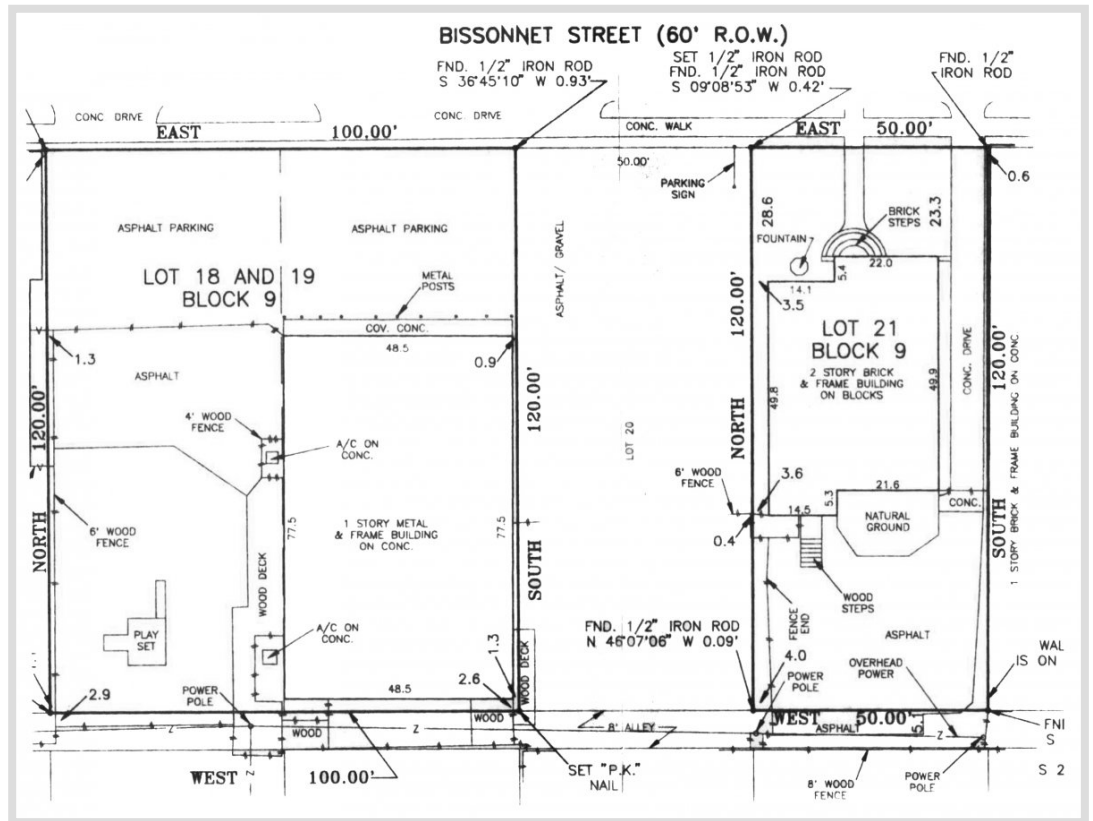 BISSONNET STREET (60' R.O.W.)
FND. 1/2" IRON ROD
S 36°45'10" W 0.93'
SET 1/2" IRON ROD
FND. 1/2" IRON ROD
S 09°08'53" W 0.42'
FND. 1/2"
IRON ROD
CONC DRIVE
EAST
100.00'
CONC DRIVE
CONC. WALK
EAST
50.00'
50.00'
PARKING
SIGN
0.6
28.6
23.3
BRICK
STEPS
FOUNTAIN
ASPHALT PARKING
ASPHALT PARKING
ASPHALT/ GRAVEL
LOT 18 AND 19
BLOCK 9
METAL
POSTS
COV. CONC.
48.5
5.4
22.0
14.1
3.5
120.00'
LOT 21
BLOCK 9
2 STORY BRICK
& FRAME BUILDING
ON BLOCKS
49.8
49.9
CONC. DRIVE
120.00'
1 STORY BRICK & FRAME BUILDING ON CONC
1.3
0.9
ASPHALT
120.00'
120.00'
4' WOOD
FENCE
A/C ON
CONC.
LOT 20
NORTH
6' WOOD
FENCE
3.6
5.3
21.6
14.5
CONC.
NATURAL
GROUND
0.4
NORTH
6' WOOD
FENCE
77.5
1 STORY METAL
& FRAME BUILDING
ON CONC.
77.5
SOUTH
SOUTH
WOOD DECK
WOOD
STEPS
PLAY
SET
A/C ON
CONC.
FND. 1/2" IRON ROD
N 46°07'06" W 0.09'
FENCE
END
ASPHALT
1.3
WOOD DECK
4.0
OVERHEAD
POWER
POWER
POLE
WAL
IS ON
2.9
POWER
POLE
48.5
2.6
WOOD
WOOD
Z
Z
8' ALLEY
WEST
50.00'
ASPHALT
5.
Z
FNI
S
WEST
Z
100.00'
SET "P.K."
NAIL
8' WOOD
FENCE
POWER
POLE
S 2